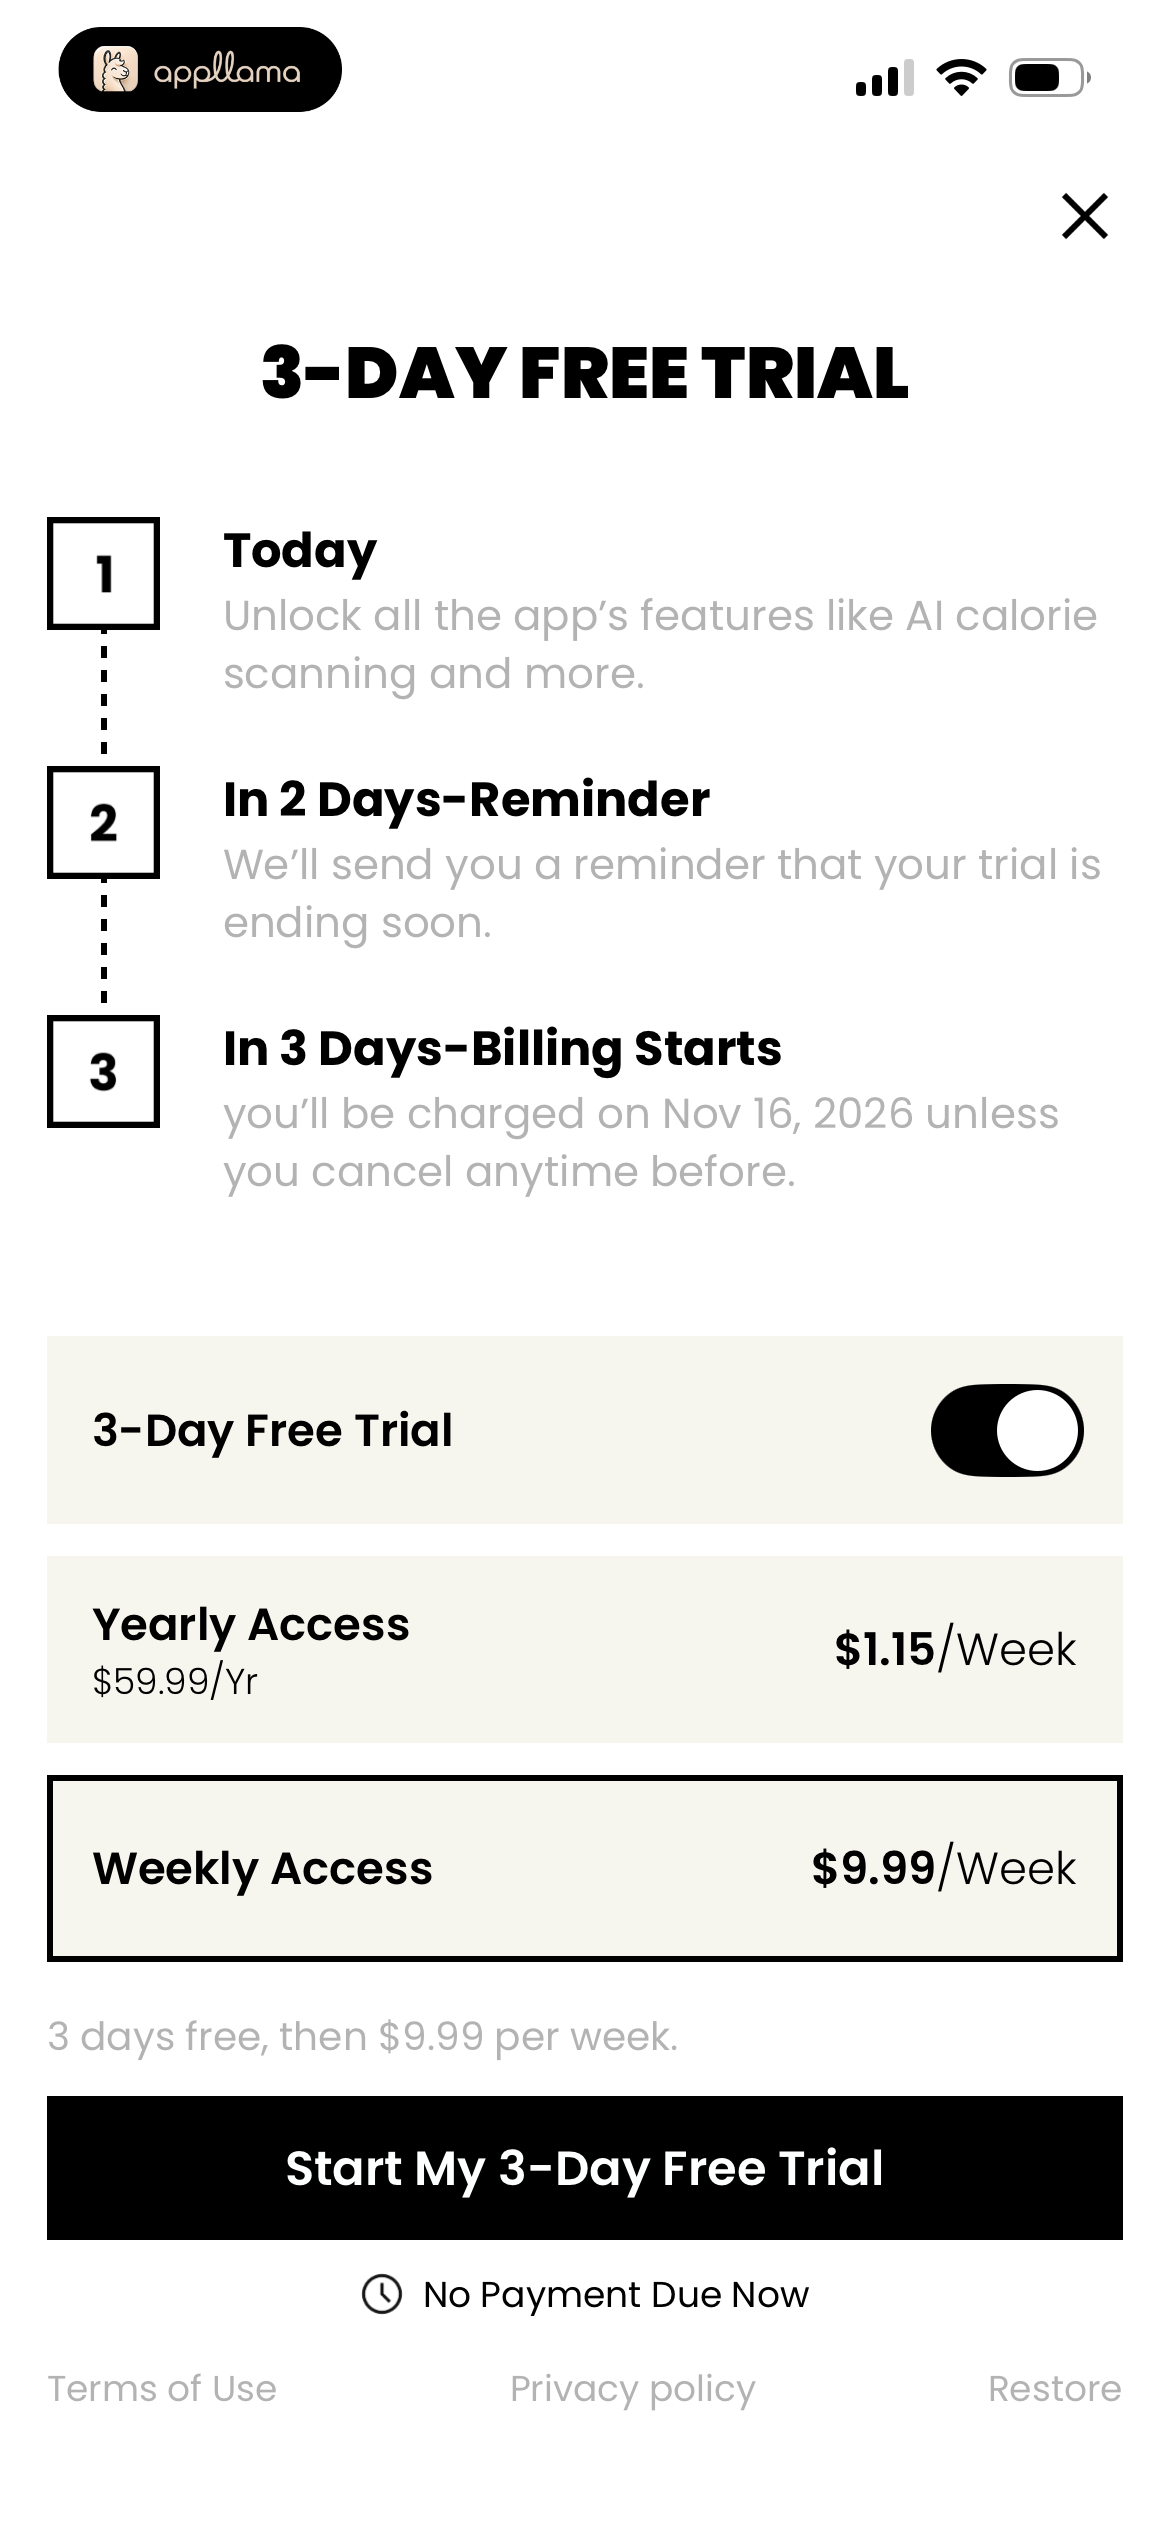 appllama
3-DAY FREE TRIAL
1
Today
Unlock all the app’s features like AI calorie
scanning and more.
2
In 2 Days-Reminder
We’ll send you a reminder that your trial is
ending soon.
3
In 3 Days-Billing Starts
you’ll be charged on Nov 16, 2026 unless
you cancel anytime before.
3-Day Free Trial
Yearly Access
$59.99/Yr
$1.15/Week
Weekly Access
$9.99/Week
3 days free, then $9.99 per week.
Start My 3-Day Free Trial
No Payment Due Now
Terms of Use
Privacy policy
Restore